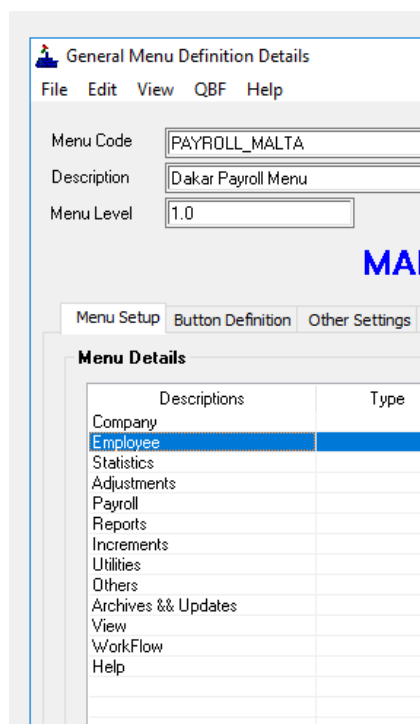 General Menu Definition Details
File Edit View QBF Help
Menu Code PAYROLL_MALTA
Description Dakar Payroll Menu
Menu Level 1.0
Menu Setup Button Definition Other Settings
Menu Details
Descriptions Type
Company
Employee
Statistics
Adjustments
Payroll
Reports
Increments
Utilities
Others
Archives && Updates
View
WorkFlow
Help